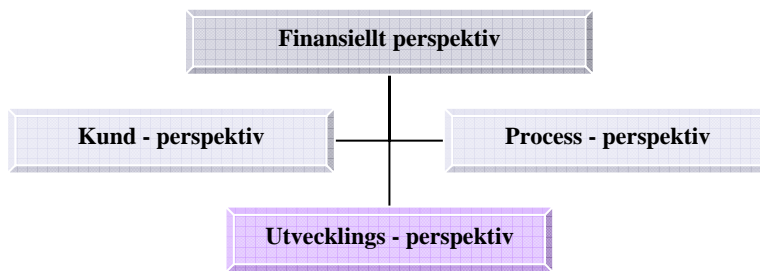 Finansiellt perspektiv
Kund - perspektiv
Process - perspektiv
Utvecklings - perspektiv